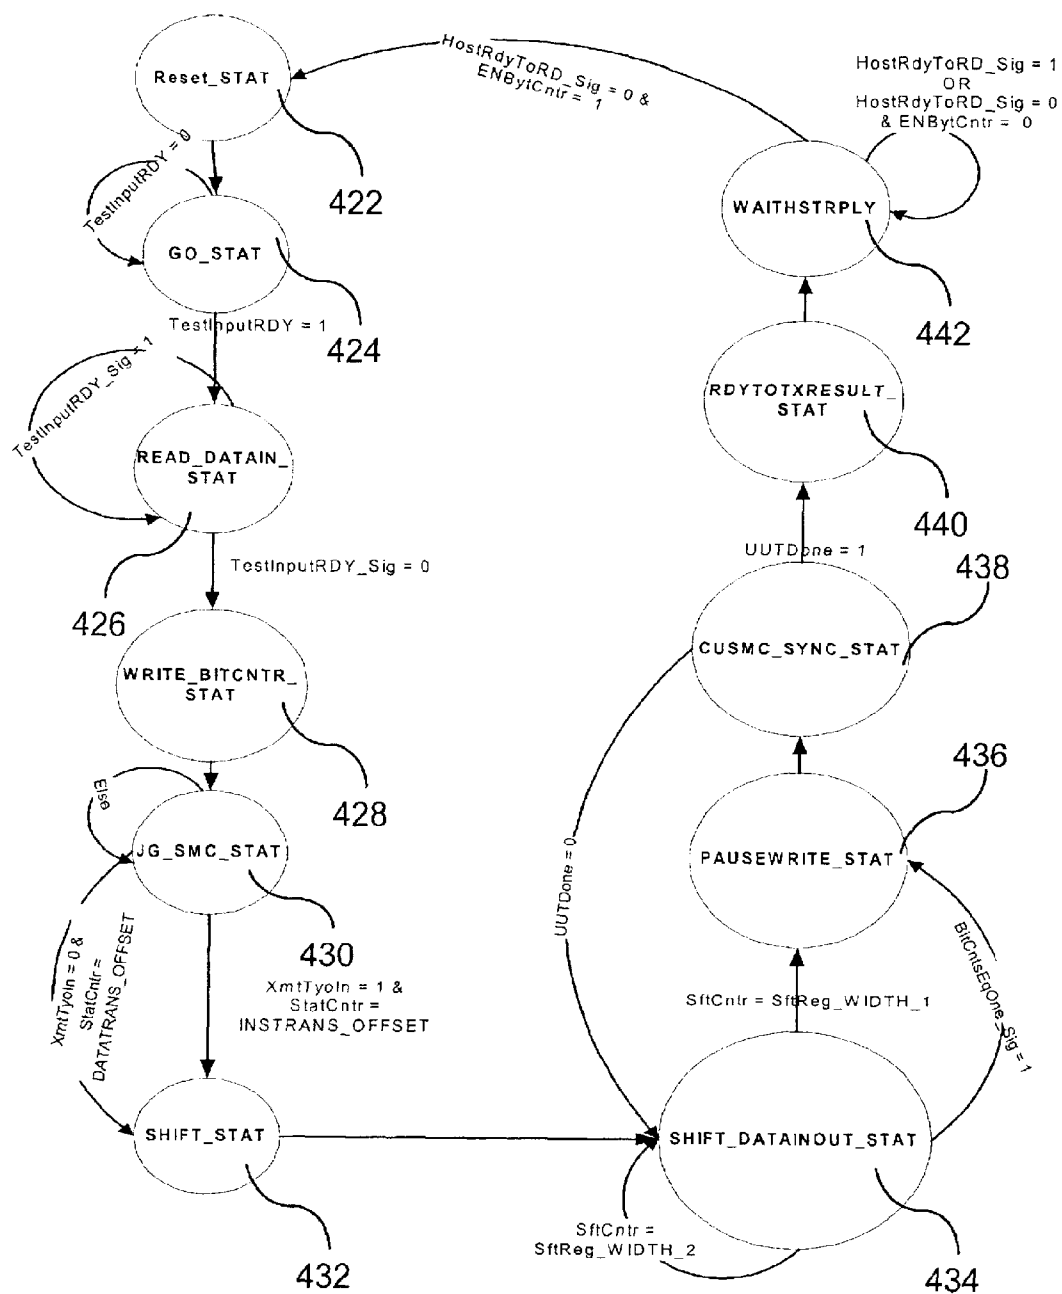 Reset_STAT
422
HostRdyToRD_Sig = 0 &
ENBytCntr = 1
HostRdyToRD_Sig = 1
OR
HostRdyToRD_Sig = 0
& ENBytCntr = 0
WAITHSTRPLY
442
TestInputRDY = 0
GO_STAT
424
TestInputRDY = 1
TestInputRDY_Sig = 1
READ_DATAIN_
STAT
426
TestInputRDY_Sig = 0
RDYTOTXRESULT_
STAT
440
UUTDone = 1
438
CUSMC_SYNC_STAT
WRITE_BITCNTR_
STAT
428
Else
JG_SMC_STAT
430
436
PAUSEWRITE_STAT
UUTDone = 0
BitCntsEqOne_Sig = 1
XmtTyoIn = 0 &
StatCntr =
DATATRANS_OFFSET
XmtTyoIn = 1 &
StatCntr =
INSTRANS_OFFSET
SftCntr = SftReg_WIDTH_1
SHIFT_STAT
432
SHIFT_DATAINOUT_STAT
434
SftCntr =
SftReg_WIDTH_2